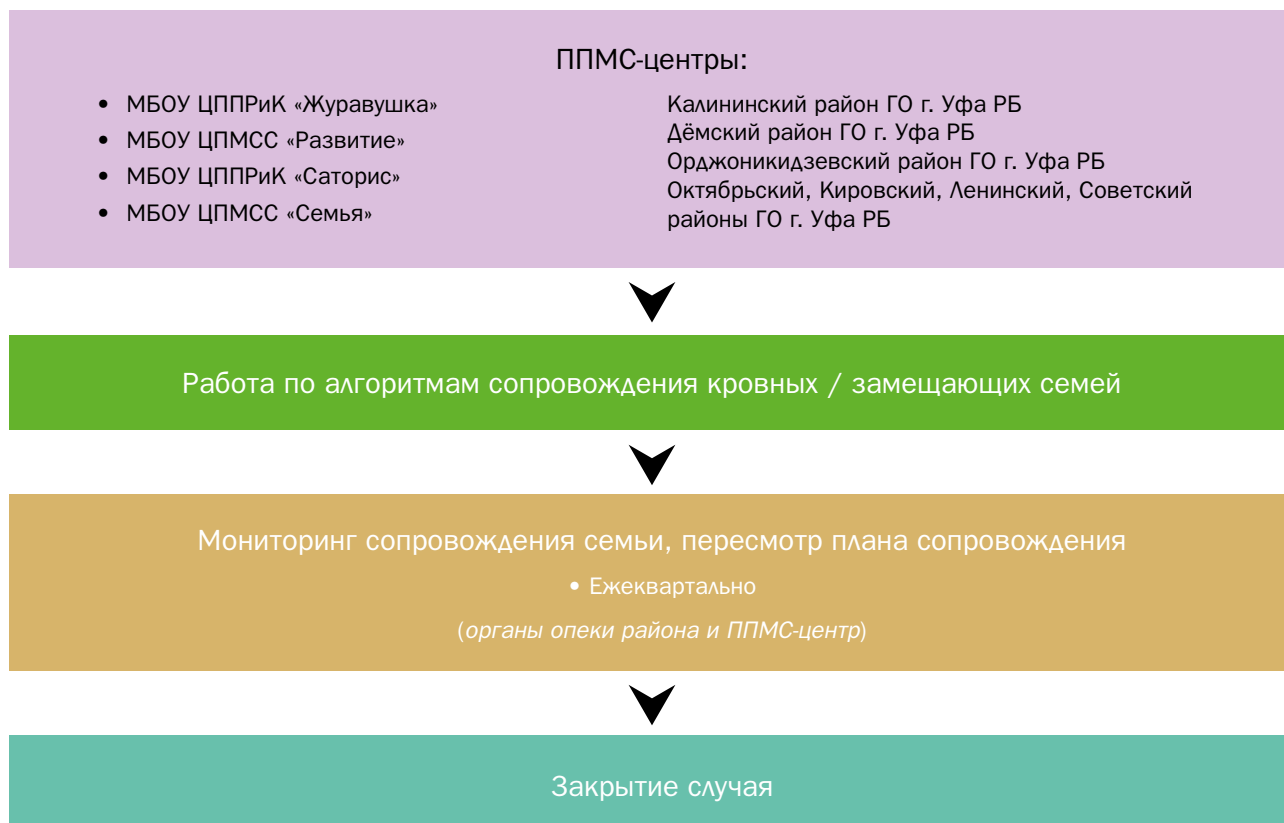 ППМС-центры:
• МБОУ ЦППРиК «Журавушка»
• МБОУ ЦПМСС «Развитие»
• МБОУ ЦППРиК «Саторис»
• МБОУ ЦПМСС «Семья»
Калининский район ГО г. Уфа РБ
Дёмский район ГО г. Уфа РБ
Орджоникидзевский район ГО г. Уфа РБ
Октябрьский, Кировский, Ленинский, Советский
районы ГО г. Уфа РБ
Работа по алгоритмам сопровождения кровных / замещающих семей
Мониторинг сопровождения семьи, пересмотр плана сопровождения
• Ежеквартально
(органы опеки района и ППМС-центр)
Закрытие случая